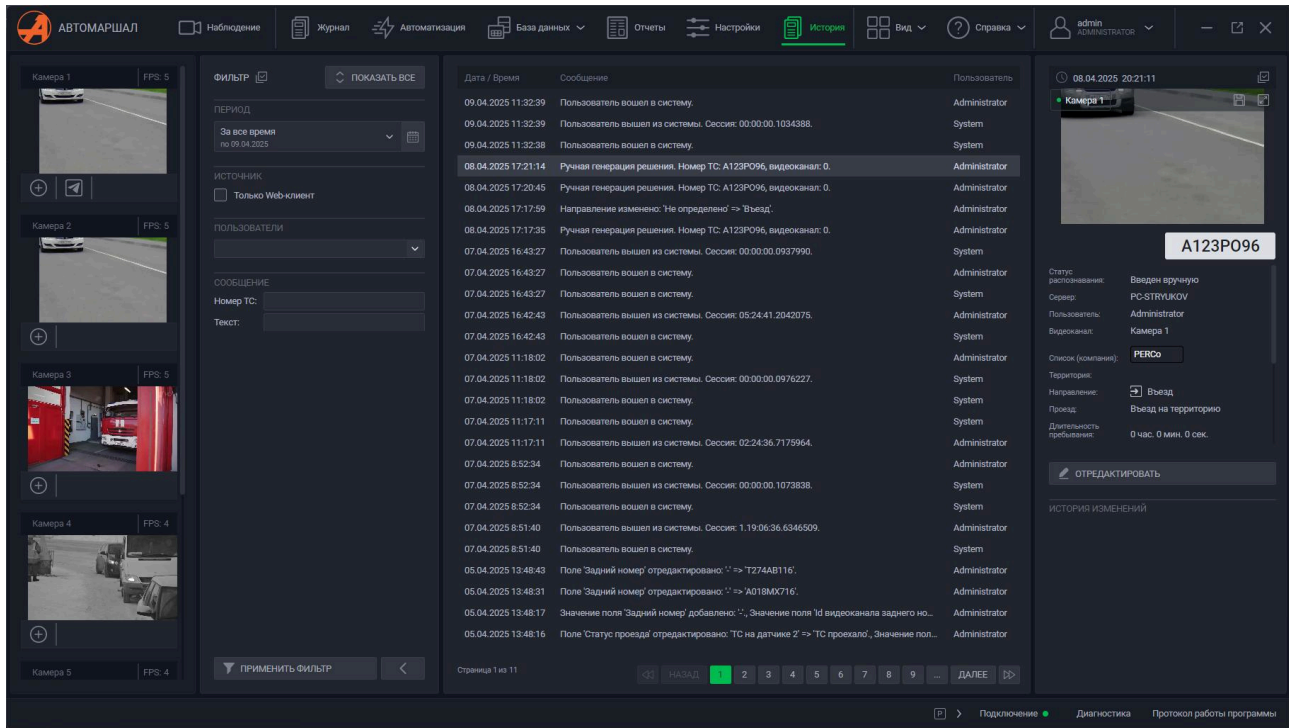 АВТОМАРШАЛ
Наблюдение
Журнал
Автоматизация
База данных
Отчеты
Настройки
История
Вид
Справка
admin
ADMINISTRATOR
Камера 1 FPS: 5
Камера 2 FPS: 5
Камера 3 FPS: 5
Камера 4 FPS: 4
Камера 5 FPS: 4
ФИЛЬТР
ПОКАЗАТЬ ВСЕ
ПЕРИОД
За все время
по 09.04.2025
ИСТОЧНИК
Только Web-клиент
ПОЛЬЗОВАТЕЛИ
СООБЩЕНИЕ
Номер ТС:
Текст:
ПРИМЕНИТЬ ФИЛЬТР
Дата / Время Сообщение Пользователь
09.04.2025 11:32:39 Пользователь вошел в систему. Administrator
09.04.2025 11:32:39 Пользователь вышел из системы. Сессия: 00:00:00.1034388. System
09.04.2025 11:32:38 Пользователь вошел в систему. System
08.04.2025 17:21:14 Ручная генерация решения. Номер ТС: А123РО96, видеоканал: 0. Administrator
08.04.2025 17:20:45 Ручная генерация решения. Номер ТС: А123РО96, видеоканал: 0. Administrator
08.04.2025 17:17:59 Направление изменено: 'Не определено' => 'Въезд'. Administrator
08.04.2025 17:17:35 Ручная генерация решения. Номер ТС: А123РО96, видеоканал: 0. Administrator
07.04.2025 16:43:27 Пользователь вышел из системы. Сессия: 00:00:00.0937990. System
07.04.2025 16:43:27 Пользователь вошел в систему. Administrator
07.04.2025 16:43:27 Пользователь вошел в систему. System
07.04.2025 16:42:43 Пользователь вышел из системы. Сессия: 05:24:41.2042075. Administrator
07.04.2025 16:42:43 Пользователь вошел в систему. System
07.04.2025 11:18:02 Пользователь вошел в систему. Administrator
07.04.2025 11:18:02 Пользователь вышел из системы. Сессия: 00:00:00.0976227. System
07.04.2025 11:18:02 Пользователь вошел в систему. System
07.04.2025 11:17:11 Пользователь вошел в систему. System
07.04.2025 11:17:11 Пользователь вышел из системы. Сессия: 02:24:36.7175964. Administrator
07.04.2025 8:52:34 Пользователь вошел в систему. Administrator
07.04.2025 8:52:34 Пользователь вышел из системы. Сессия: 00:00:00.1073838. System
07.04.2025 8:52:34 Пользователь вошел в систему. System
07.04.2025 8:51:40 Пользователь вышел из системы. Сессия: 1.19:06:36.6346509. Administrator
07.04.2025 8:51:40 Пользователь вошел в систему. System
05.04.2025 13:48:43 Поле 'Задний номер' отредактировано: '-' => 'Т274АВ116'. Administrator
05.04.2025 13:48:31 Поле 'Задний номер' отредактировано: '-' => 'А018МХ716'. Administrator
05.04.2025 13:48:17 Значение поля 'Задний номер' добавлено: '-'., Значение поля 'Id видеоканала заднего но... Administrator
05.04.2025 13:48:16 Поле 'Статус проезда' отредактировано: 'ТС на датчике 2' => 'ТС проехало'., Значение пол... Administrator
Страница 1 из 11
НАЗАД 1 2 3 4 5 6 7 8 9 ... ДАЛЕЕ
08.04.2025 20:21:11
Камера 1
А123РО96
Статус распознавания: Введен вручную
Сервер: PC-STRYUKOV
Пользователь: Administrator
Видеоканал: Камера 1
Список (компания): PERCo
Территория:
Направление: Въезд
Проезд: Въезд на территорию
Длительность пребывания: 0 час. 0 мин. 0 сек.
ОТРЕДАКТИРОВАТЬ
ИСТОРИЯ ИЗМЕНЕНИЙ
P
Подключение
Диагностика
Протокол работы программы